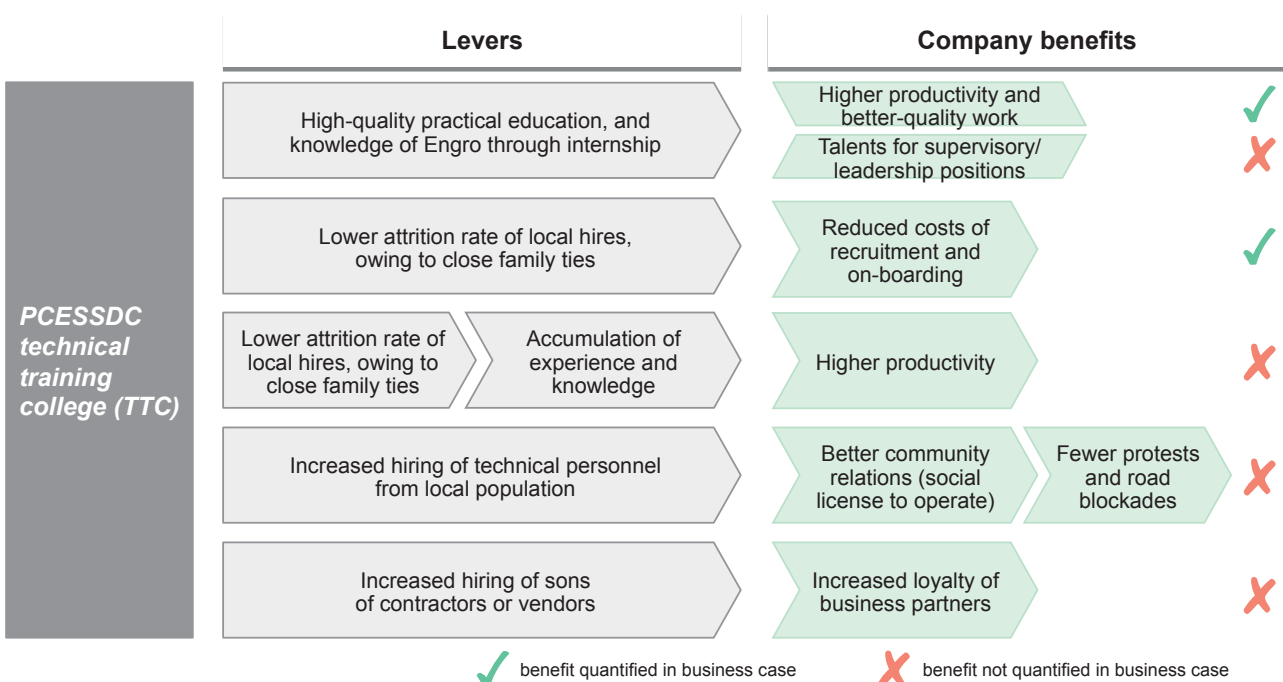 Levers
Company benefits
PCESSDC
technical
training
college (TTC)
High-quality practical education, and
knowledge of Engro through internship
Higher productivity and
better-quality work
Talents for supervisory/
leadership positions
Lower attrition rate of local hires,
owing to close family ties
Reduced costs of
recruitment and
on-boarding
Lower attrition rate of
local hires, owing to
close family ties
Accumulation of
experience and
knowledge
Higher productivity
Increased hiring of technical personnel
from local population
Better community
relations (social
license to operate)
Fewer protests
and road
blockades
Increased hiring of sons
of contractors or vendors
Increased loyalty of
business partners
benefit quantified in business case
benefit not quantified in business case